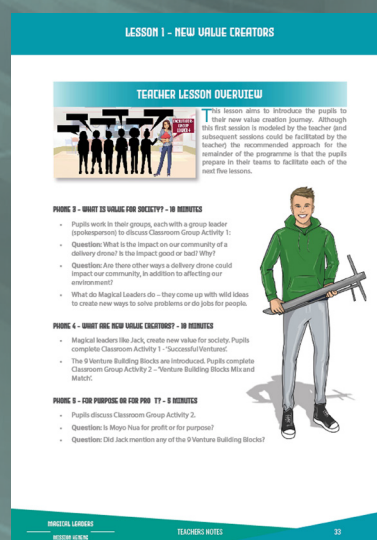 LESSON 1 - NEW VALUE CREATORS
TEACHER LESSON OVERVIEW
This lesson aims to introduce the pupils to
their new value creation journey. Although
this first session is modeled by the teacher (and
subsequent sessions could be facilitated by the
teacher) the recommended approach for the
remainder of the programme is that the pupils
prepare in their teams to facilitate each of the
next five lessons.
PHONE 3 - WHAT IS VALUE FOR SOCIETY? - 10 MINUTES
• Pupils work in their groups, each with a group leader
(spokesperson) to discuss Classroom Group Activity 1:
• Question: What is the impact on our community of a
delivery drone? Is the impact good or bad? Why?
• Question: Are there other ways a delivery drone could
impact our community, in addition to affecting our
environment?
• What do Magical Leaders do – they come up with wild ideas
to create new ways to solve problems or do jobs for people.
PHONE 4 - WHAT ARE NEW VALUE CREATORS? - 10 MINUTES
• Magical leaders like Jack, create new value for society. Pupils
complete Classroom Activity 1 - 'Successful Ventures'.
• The 9 Venture Building Blocks are introduced. Pupils complete
Classroom Group Activity 2 – 'Venture Building Blocks Mix and
Match'.
PHONE 5 - FOR PURPOSE OR FOR PRO T? - 5 MINUTES
• Pupils discuss Classroom Group Activity 2.
• Question: Is Moyo Nua for profit or for purpose?
• Question: Did Jack mention any of the 9 Venture Building Blocks?
MAGICAL LEADERS
TEACHERS NOTES
33